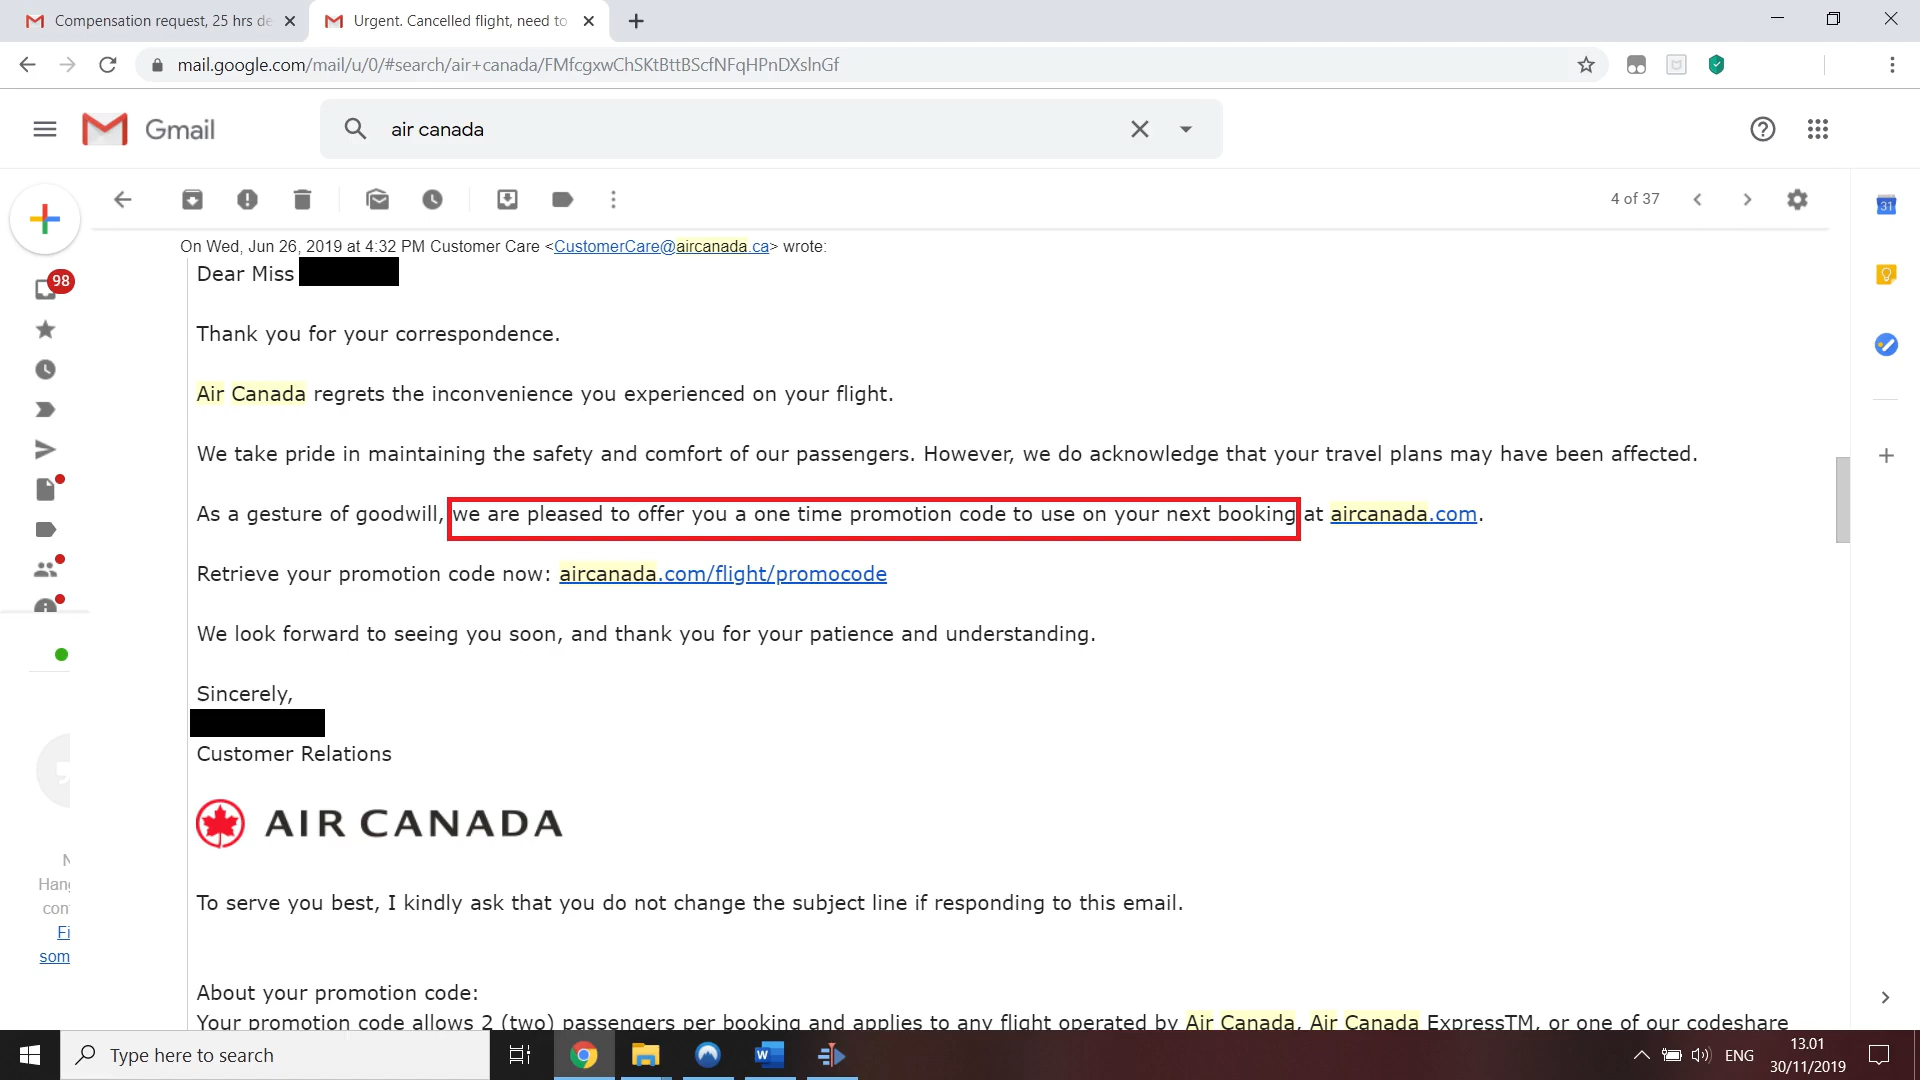 Compensation request, 25 hrs de
Urgent. Cancelled flight, need to
mail.google.com/mail/u/0/#search/air+canada/FMfcgxwChSKtBttBScfNFqHPnDXslnGf
Gmail
air canada
4 of 37
31
98
On Wed, Jun 26, 2019 at 4:32 PM Customer Care <CustomerCare@aircanada.ca> wrote:
Dear Miss
Thank you for your correspondence.
Air Canada regrets the inconvenience you experienced on your flight.
We take pride in maintaining the safety and comfort of our passengers. However, we do acknowledge that your travel plans may have been affected.
As a gesture of goodwill, we are pleased to offer you a one time promotion code to use on your next booking at aircanada.com.
Retrieve your promotion code now: aircanada.com/flight/promocode
We look forward to seeing you soon, and thank you for your patience and understanding.
Sincerely,
Customer Relations
AIR CANADA
To serve you best, I kindly ask that you do not change the subject line if responding to this email.
About your promotion code:
Your promotion code allows 2 (two) passengers per booking and applies to any flight operated by Air Canada, Air Canada ExpressTM, or one of our codeshare
N
Hang
con
Fi
som
Type here to search
ENG
13.01
30/11/2019